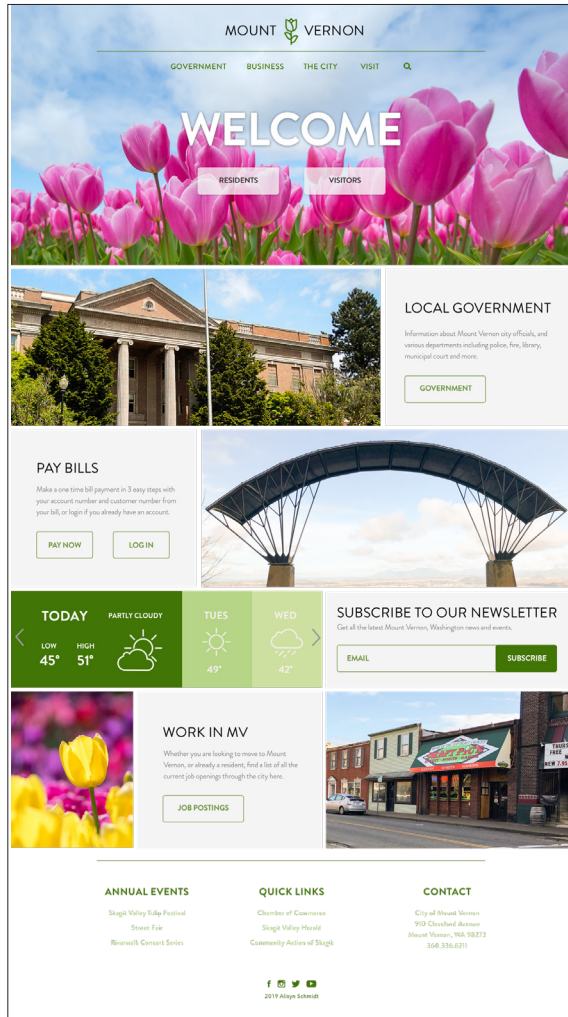 MOUNT VERNON
GOVERNMENT BUSINESS THE CITY VISIT
WELCOME
RESIDENTS VISITORS
LOCAL GOVERNMENT
Information about Mount Vernon city officials, and
various departments including police, fire, library,
municipal court and more.
GOVERNMENT
PAY BILLS
Make a one time bill payment in 3 easy steps with
your account number and customer number from
your bill, or login if you already have an account.
PAY NOW LOG IN
TODAY PARTLY CLOUDY
LOW HIGH
45° 51°
TUES
49°
WED
42°
SUBSCRIBE TO OUR NEWSLETTER
Get all the latest Mount Vernon, Washington news and events.
EMAIL SUBSCRIBE
WORK IN MV
Whether you are looking to move to Mount
Vernon, or already a resident, find a list of all the
current job openings through the city here.
JOB POSTINGS
DRAFT PICK
THURS
FREE
NEW 7.95
ANNUAL EVENTS
Skagit Valley Tulip Festival
Street Fair
Riverwalk Concert Series
QUICK LINKS
Chamber of Commerce
Skagit Valley Herald
Community Action of Skagit
CONTACT
City of Mount Vernon
910 Cleveland Avenue
Mount Vernon, WA 98273
360.336.6211
2019 Alisyn Schmidt